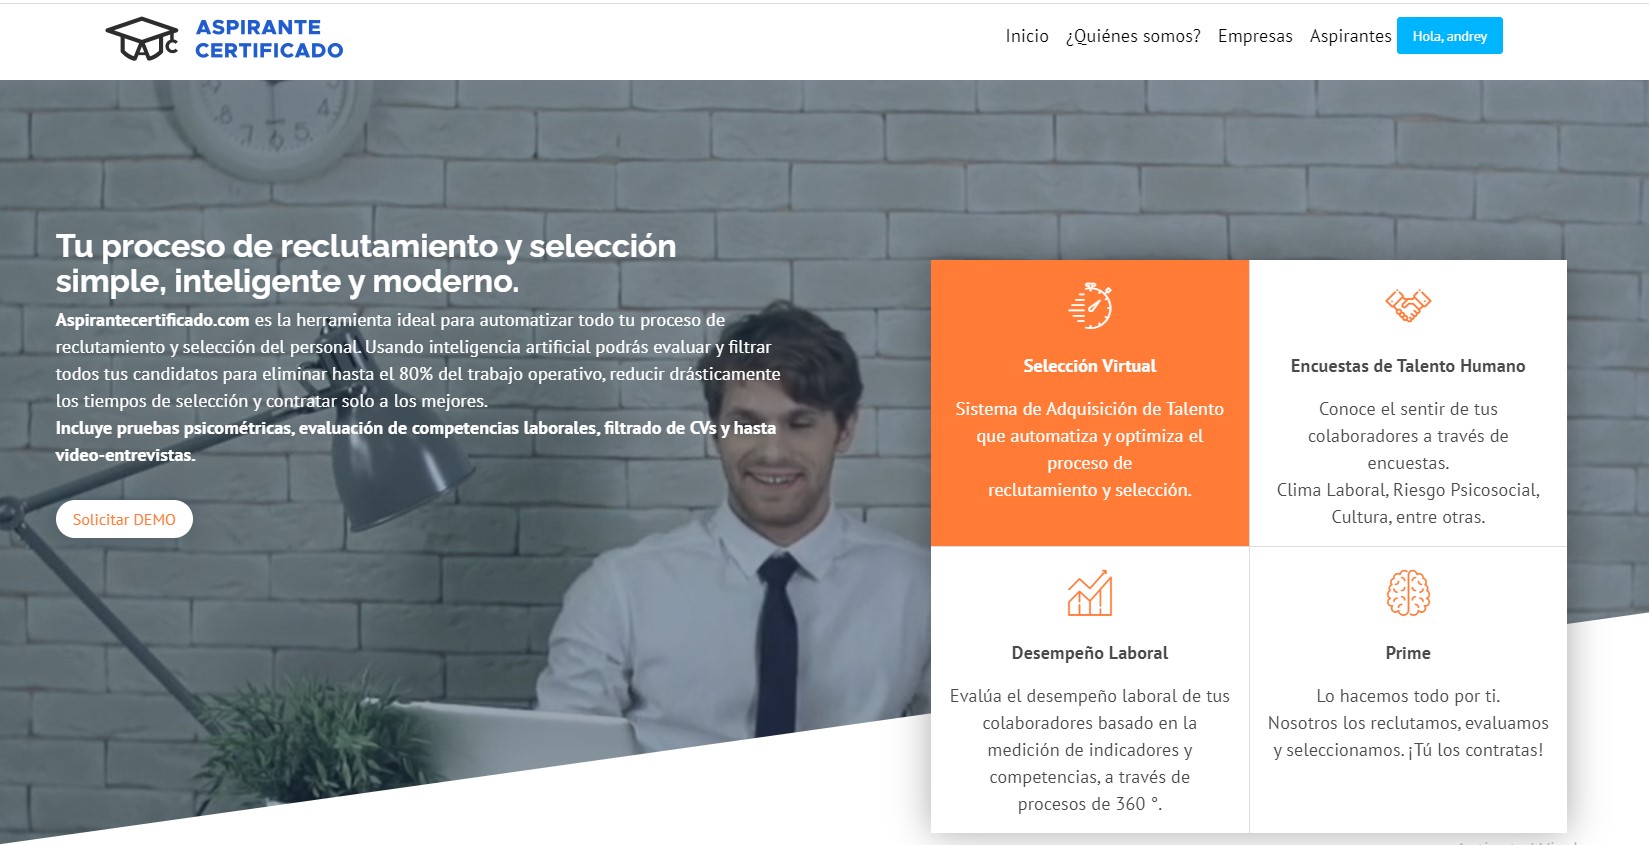 ASPIRANTE
CERTIFICADO
Inicio ¿Quiénes somos? Empresas Aspirantes Hola, andrey
Tu proceso de reclutamiento y selección
simple, inteligente y moderno.
Aspirantecertificado.com es la herramienta ideal para automatizar todo tu proceso de
reclutamiento y selección del personal. Usando inteligencia artificial podrás evaluar y filtrar
todos tus candidatos para eliminar hasta el 80% del trabajo operativo, reducir drásticamente
los tiempos de selección y contratar solo a los mejores.
Incluye pruebas psicométricas, evaluación de competencias laborales, filtrado de CVs y hasta
video-entrevistas.
Solicitar DEMO
Selección Virtual
Sistema de Adquisición de Talento
que automatiza y optimiza el
proceso de
reclutamiento y selección.
Encuestas de Talento Humano
Conoce el sentir de tus
colaboradores a través de
encuestas.
Clima Laboral, Riesgo Psicosocial,
Cultura, entre otras.
Desempeño Laboral
Evalúa el desempeño laboral de tus
colaboradores basado en la
medición de indicadores y
competencias, a través de
procesos de 360 °.
Prime
Lo hacemos todo por ti.
Nosotros los reclutamos, evaluamos
y seleccionamos. ¡Tú los contratas!